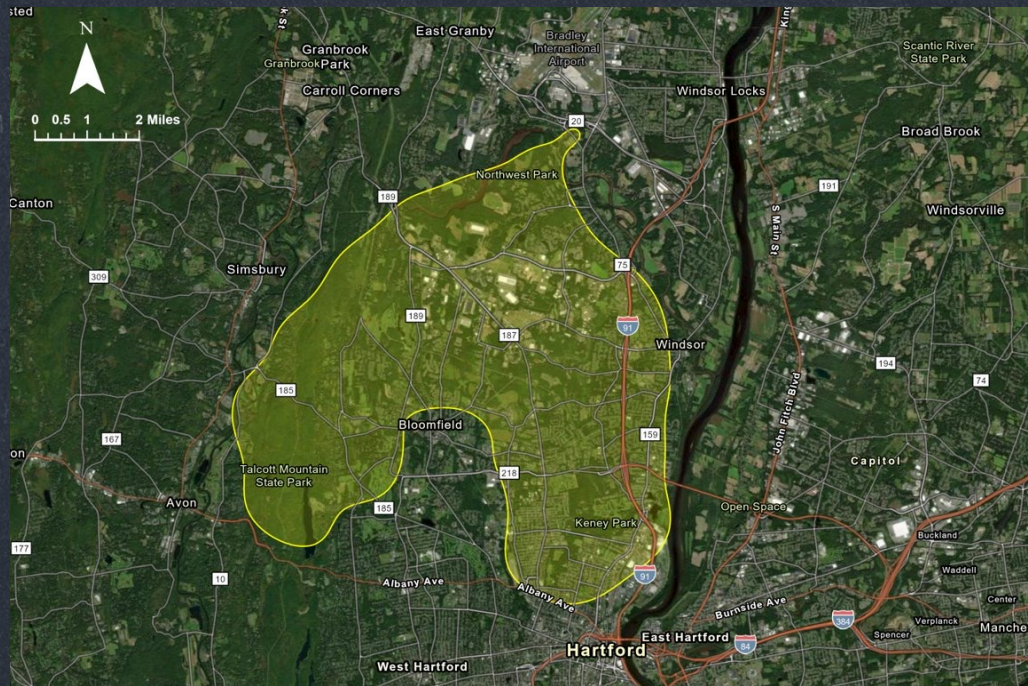 sted
k St
East Granby
Bradley
International
Airport
King
N
Granbrook
Park
Granbrook
Scantic River
State Park
Carroll Corners
Windsor Locks
0 0.5 1 2 Miles
20
Broad Brook
Northwest Park
191
189
Canton
S Main St
Windsorville
Simsbury
309
75
189
91
187
Windsor
194
185
74
John Fitch Blvd
Bloomfield
159
167
on
Capitol
Talcott Mountain
State Park
218
Avon
185
Open Space
Keney Park
177
Buckland
10
Albany Ave
91
Waddell
Albany Ave
Burnside Ave
Center
384
Verplanck
Manche
Spencer
East Hartford
84
Hartford
West Hartford